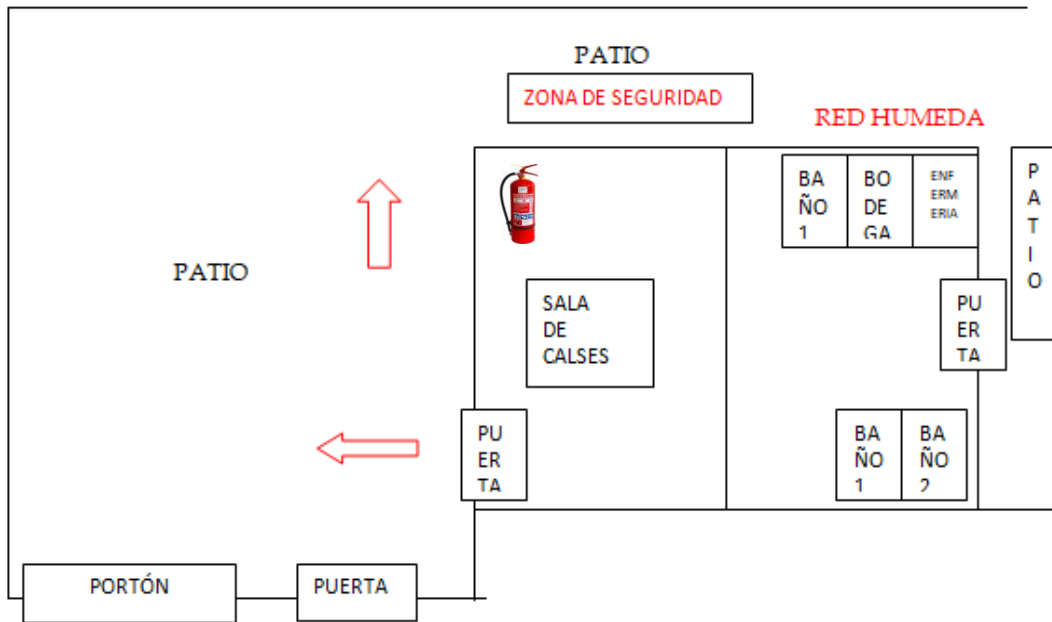 PATIO
ZONA DE SEGURIDAD
RED HUMEDA
BA
ÑO
1
BO
DE
GA
ENF
ERM
ERIA
P
A
T
I
O
PATIO
SALA
DE
CALSES
PU
ER
TA
PU
ER
TA
BA
ÑO
1
BA
ÑO
2
PORTÓN
PUERTA